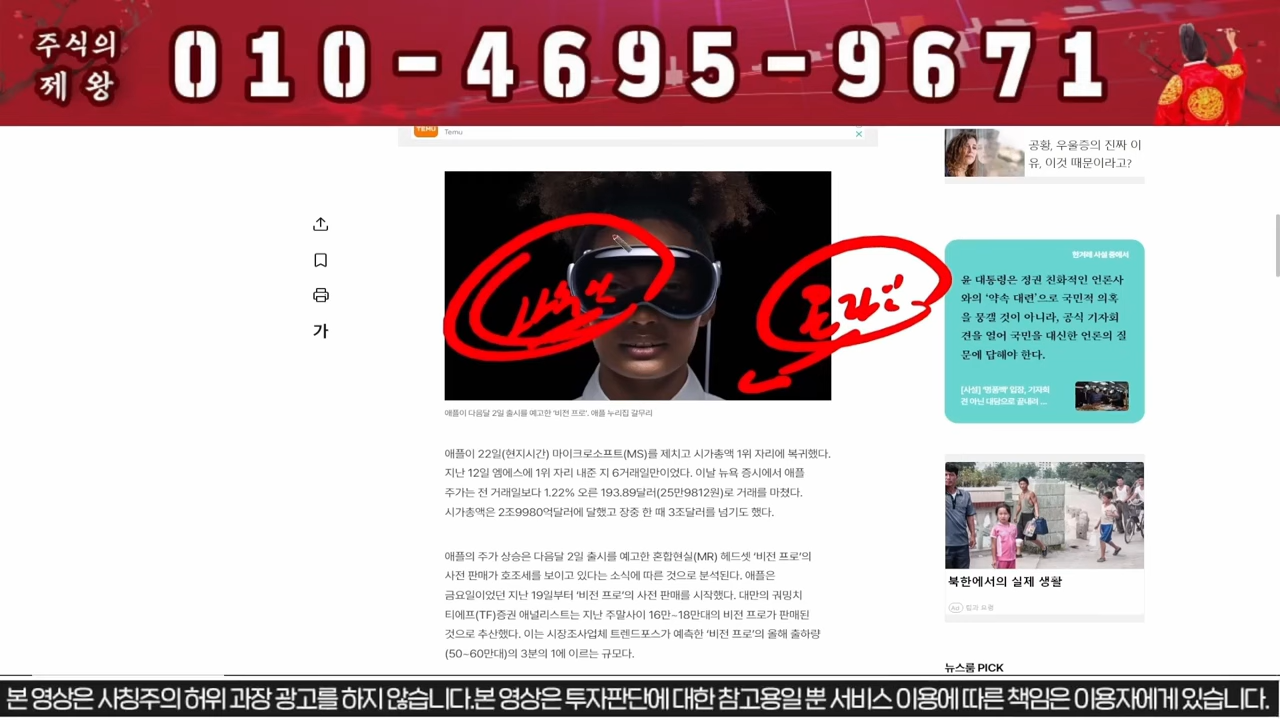 주식의
제 왕
010-4695-9671
TEMU
Temu
공황, 우울증의 진짜 이
유, 이것 때문이라고?
가
한겨레 사설 중에서
윤 대통령은 정권 친화적인 언론사
와의 ‘약속 대련’으로 국민적 의혹
을 뭉갤 것이 아니라, 공식 기자회
견을 열어 국민을 대신한 언론의 질
문에 답해야 한다.
[사설] ‘명품백’ 입장, 기자회
견 아닌 대담으로 끝내려 ...
애플이 다음달 2일 출시를 예고한 ‘비전 프로’. 애플 누리집 갈무리
애플이 22일(현지시간) 마이크로소프트(MS)를 제치고 시가총액 1위 자리에 복귀했다.
지난 12일 엠에스에 1위 자리 내준 지 6거래일만이었다. 이날 뉴욕 증시에서 애플
주가는 전 거래일보다 1.22% 오른 193.89달러(25만9812원)로 거래를 마쳤다.
시가총액은 2조9980억달러에 달했고 장중 한 때 3조달러를 넘기도 했다.
애플의 주가 상승은 다음달 2일 출시를 예고한 혼합현실(MR) 헤드셋 ‘비전 프로’의
사전 판매가 호조세를 보이고 있다는 소식에 따른 것으로 분석된다. 애플은
금요일이었던 지난 19일부터 ‘비전 프로’의 사전 판매를 시작했다. 대만의 궈밍치
티에프(TF)증권 애널리스트는 지난 주말사이 16만~18만대의 비전 프로가 판매된
것으로 추산했다. 이는 시장조사업체 트렌드포스가 예측한 ‘비전 프로’의 올해 출하량
(50~60만대)의 3분의 1에 이르는 규모다.
북한에서의 실제 생활
Ad
뉴스룸 PICK
본 영상은 사칭주의 허위 과장 광고를 하지 않습니다.본 영상은 투자판단에 대한 참고용일 뿐 서비스 이용에 따른 책임은 이용자에게 있습니다.